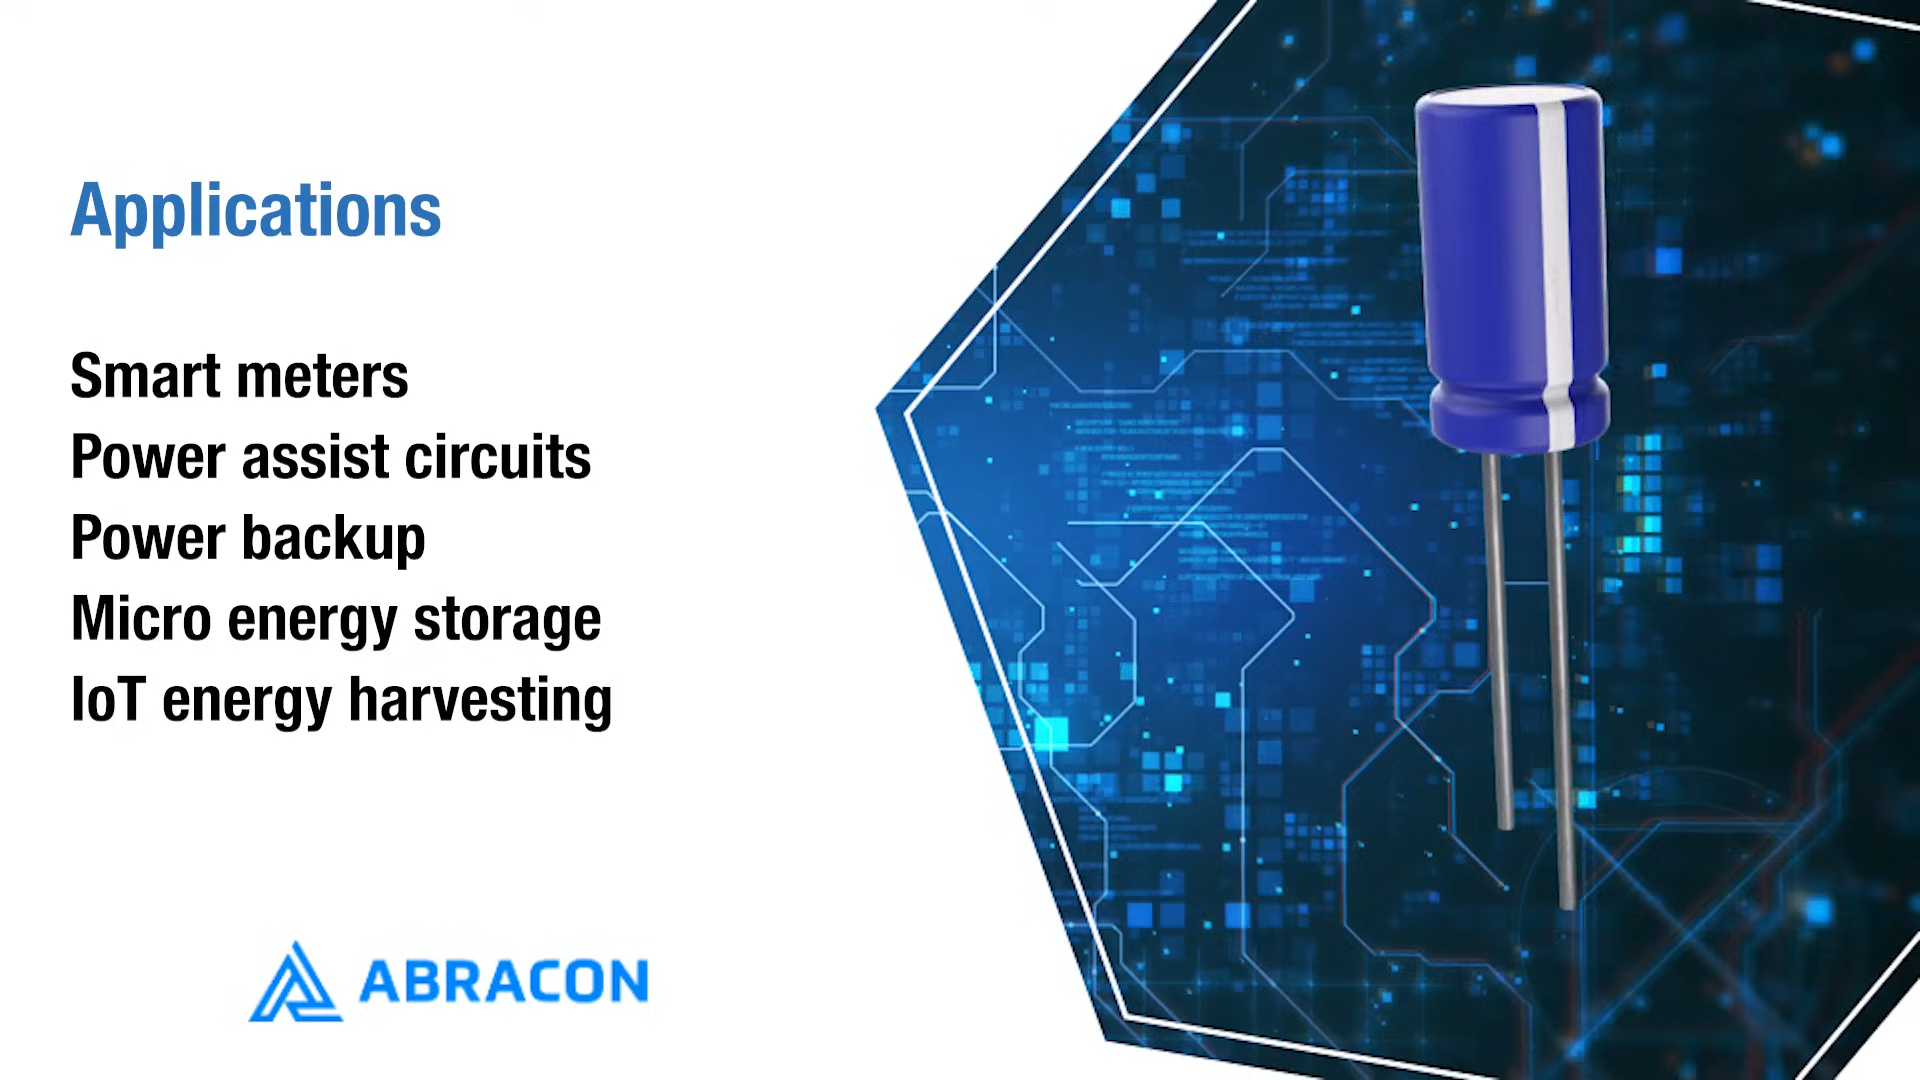 Applications
Smart meters
Power assist circuits
Power backup
Micro energy storage
IoT energy harvesting
ABRACON